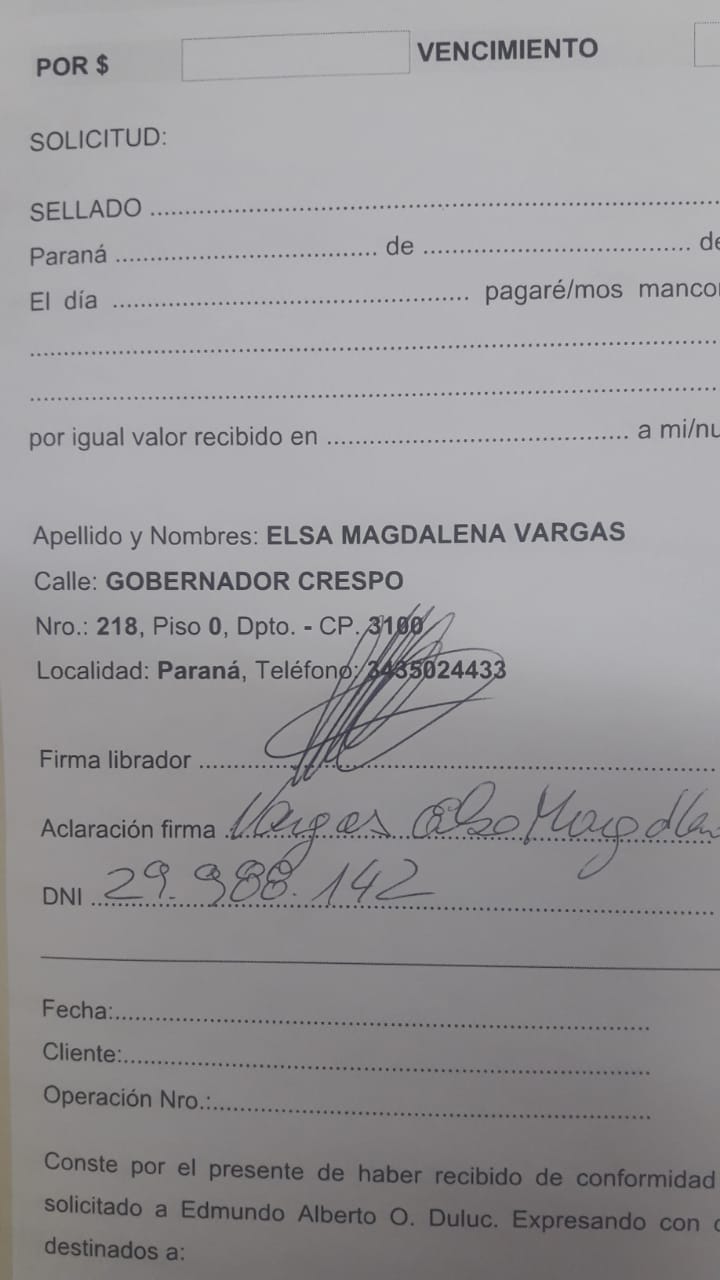 POR $ VENCIMIENTO
SOLICITUD:
SELLADO ....................................................................
Paraná ..................................... de ..................................... de
El día ................................................... pagaré/mos manco
....................................................................................
....................................................................................
por igual valor recibido en .......................................... a mi/nu
Apellido y Nombres: ELSA MAGDALENA VARGAS
Calle: GOBERNADOR CRESPO
Nro.: 218, Piso 0, Dpto. - CP. 3100
Localidad: Paraná, Teléfono: 3435024433
Firma librador ....................................................................
Aclaración firma Vargas Elsa Magdalen
DNI 29.988.142
Fecha:....................................................................
Cliente:....................................................................
Operación Nro.:........................................................
Conste por el presente de haber recibido de conformidad
solicitado a Edmundo Alberto O. Duluc. Expresando con
destinados a: